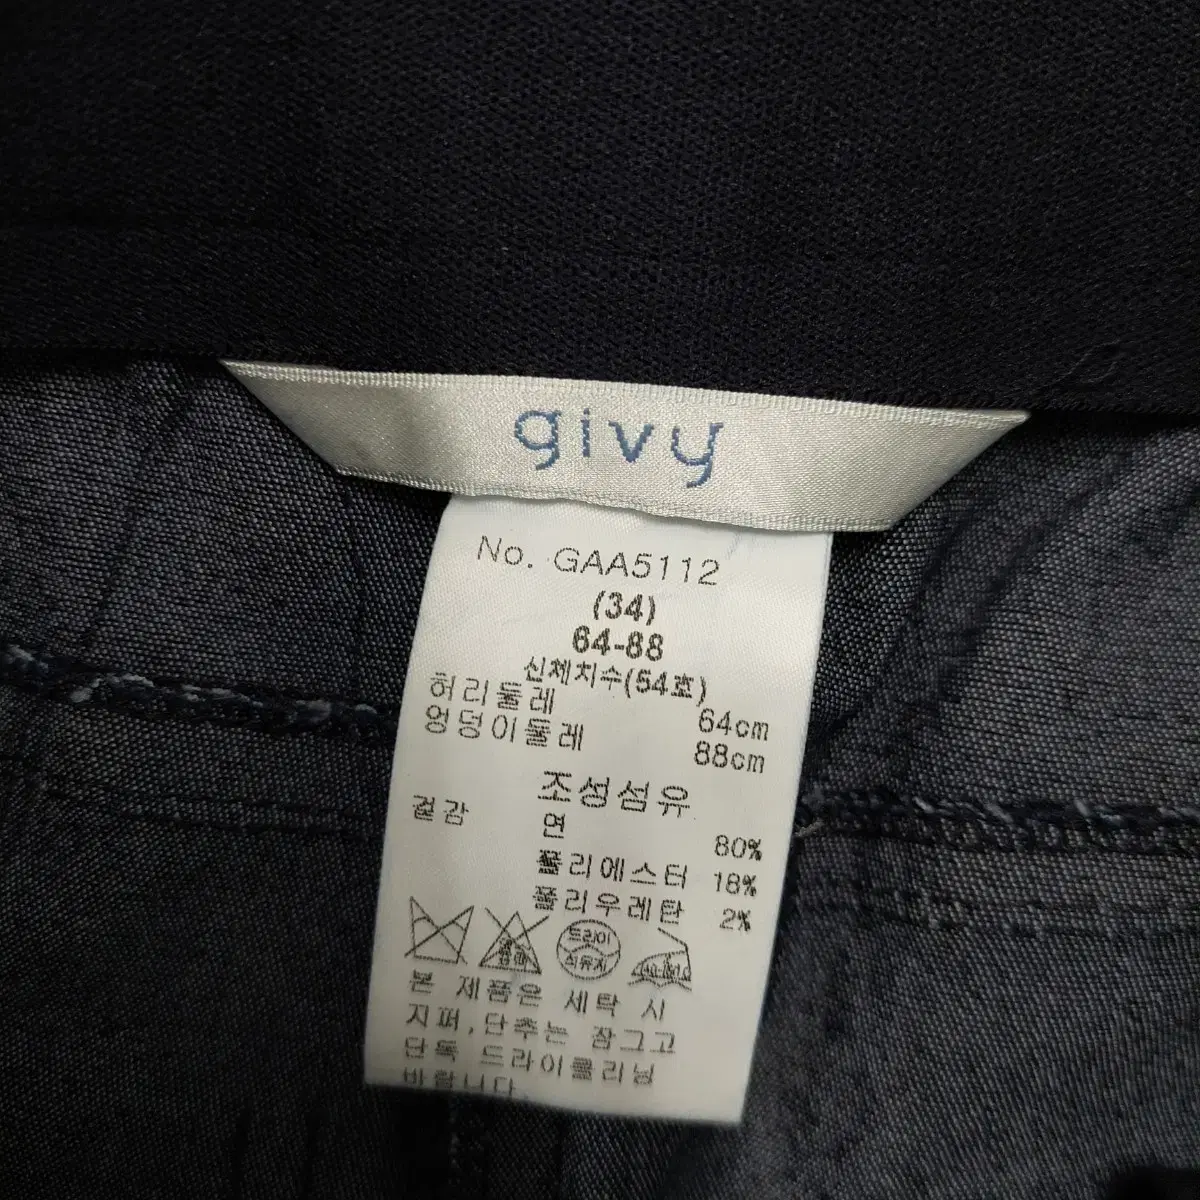 givy
No. GAA5112
(34)
64-88
신체치수(54호)
허리둘레 64cm
엉덩이둘레 88cm
조성섬유
겉감 면 80%
폴리에스터 18%
폴리우레탄 2%
드라이
석유계
본 제품은 세탁 시
지퍼,단추는 잠그고
단독 드라이클리닝
바랍니다.